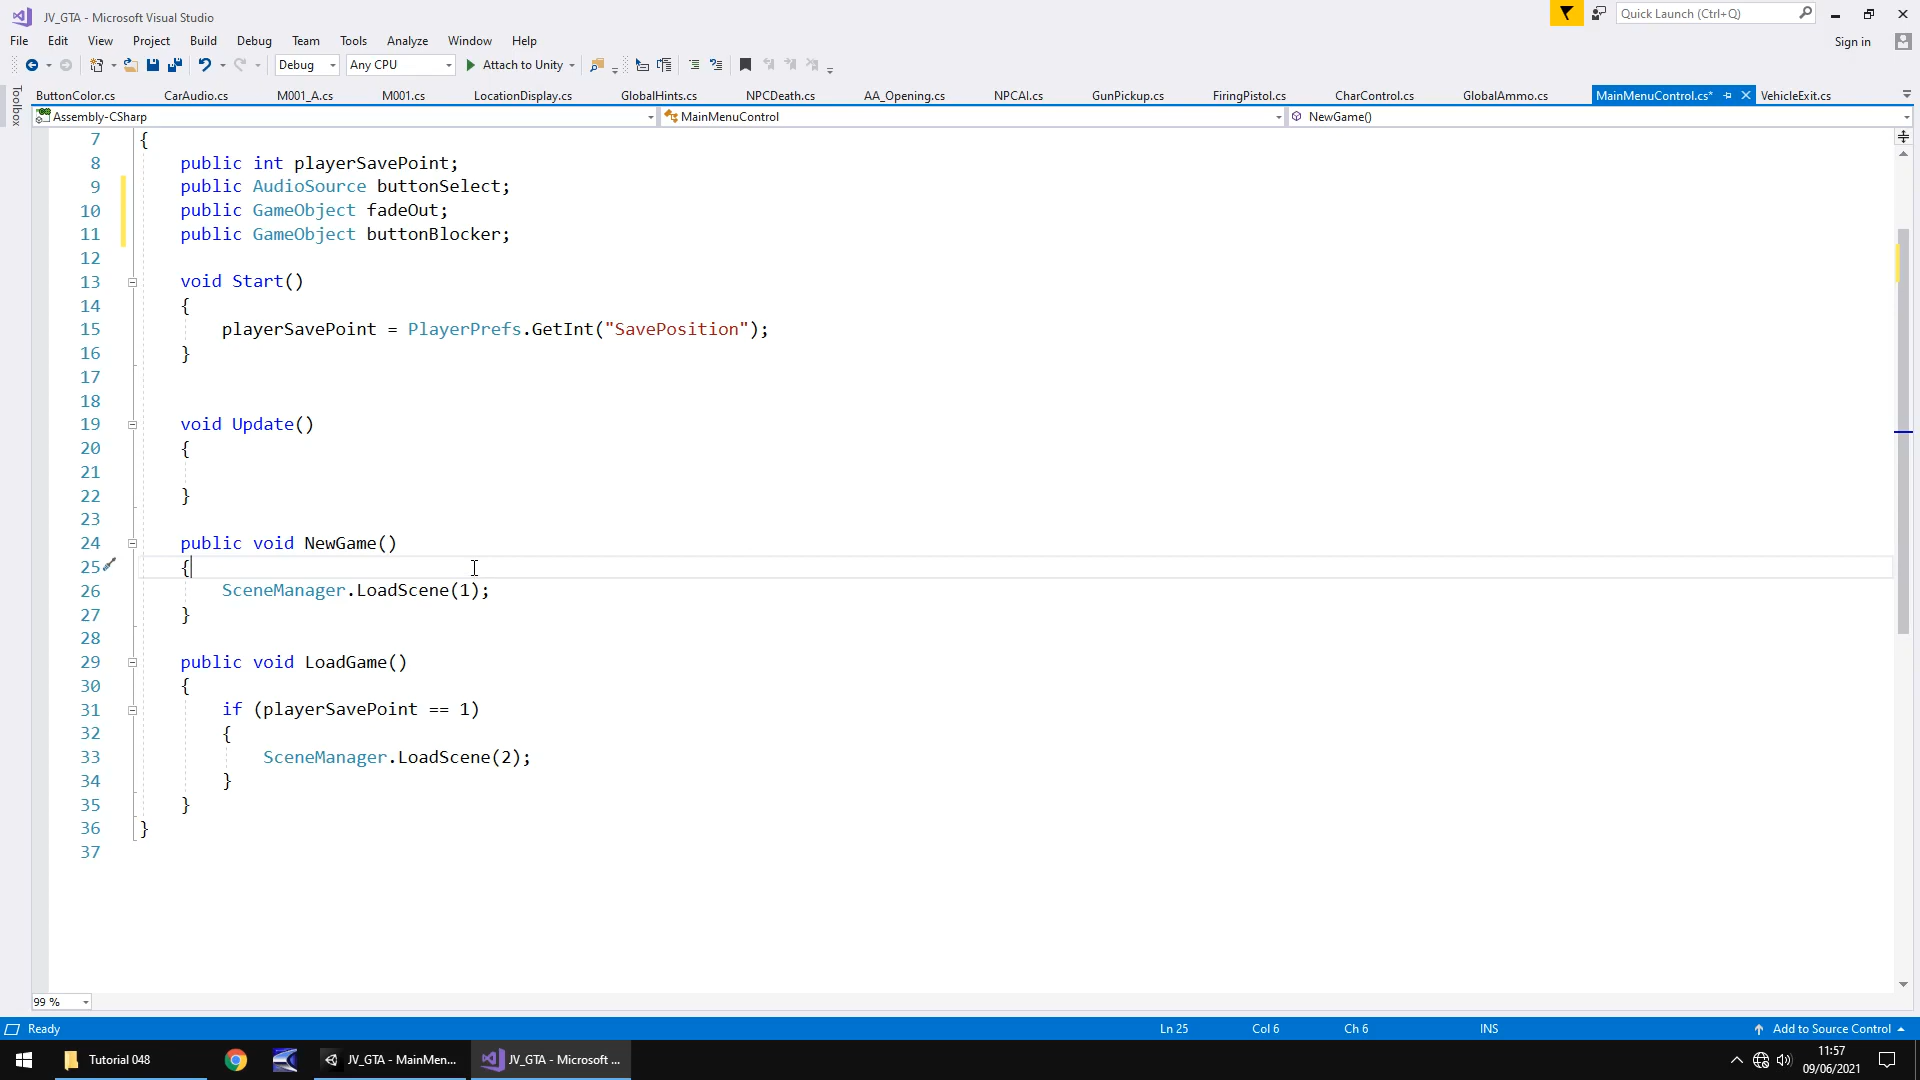 JV_GTA - Microsoft Visual Studio
Quick Launch (Ctrl+Q)
File Edit View Project Build Debug Team Tools Analyze Window Help
Sign in
Debug Any CPU Attach to Unity
Toolbox
ButtonColor.cs CarAudio.cs M001_A.cs M001.cs LocationDisplay.cs GlobalHints.cs NPCDeath.cs AA_Opening.cs NPCAI.cs GunPickup.cs FiringPistol.cs CharControl.cs GlobalAmmo.cs MainMenuControl.cs* VehicleExit.cs
Assembly-CSharp MainMenuControl NewGame()
7 {
8 public int playerSavePoint;
9 public AudioSource buttonSelect;
10 public GameObject fadeOut;
11 public GameObject buttonBlocker;
12
13 void Start()
14 {
15 playerSavePoint = PlayerPrefs.GetInt("SavePosition");
16 }
17
18
19 void Update()
20 {
21
22 }
23
24 public void NewGame()
25 {
26 SceneManager.LoadScene(1);
27 }
28
29 public void LoadGame()
30 {
31 if (playerSavePoint == 1)
32 {
33 SceneManager.LoadScene(2);
34 }
35 }
36 }
37
99 %
Ready Ln 25 Col 6 Ch 6 INS Add to Source Control
Tutorial 048 JV_GTA - MainMen... JV_GTA - Microsoft ... 11:57
09/06/2021